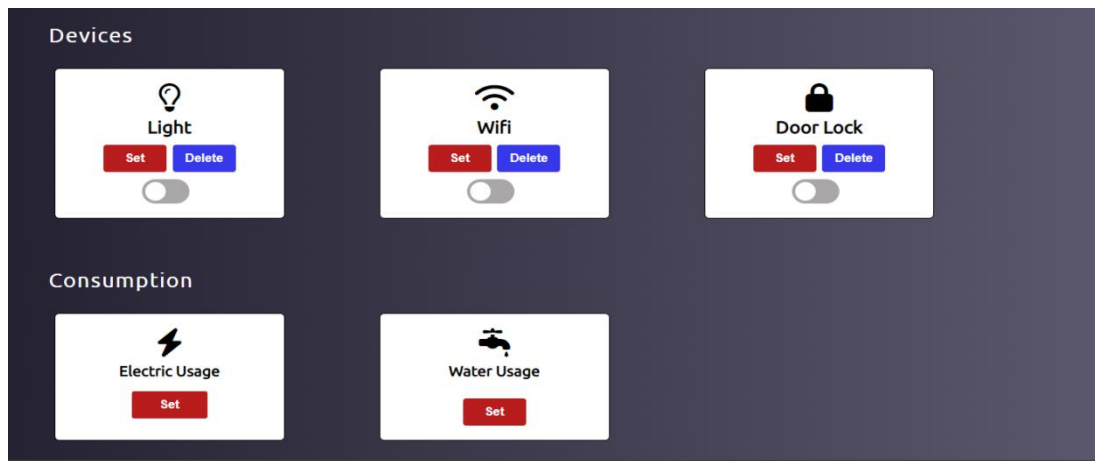 Devices
Light
Set Delete
Wifi
Set Delete
Door Lock
Set Delete
Consumption
Electric Usage
Set
Water Usage
Set